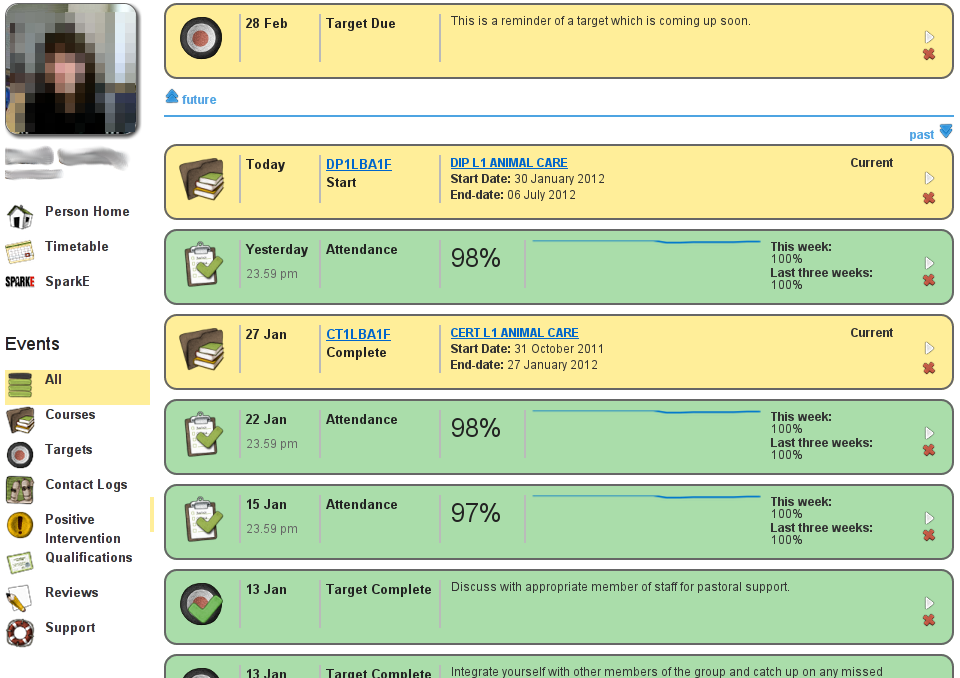 28 Feb
Target Due
This is a reminder of a target which is coming up soon.
future
past
Today
DP1LBA1F
Start
DIP L1 ANIMAL CARE
Start Date: 30 January 2012
End-date: 06 July 2012
Current
Person Home
Timetable
SPARKE SparkE
Yesterday
23.59 pm
Attendance
98%
This week:
100%
Last three weeks:
100%
27 Jan
CT1LBA1F
Complete
CERT L1 ANIMAL CARE
Start Date: 31 October 2011
End-date: 27 January 2012
Current
Events
All
Courses
Targets
Contact Logs
Positive
Intervention
Qualifications
Reviews
Support
22 Jan
23.59 pm
Attendance
98%
This week:
100%
Last three weeks:
100%
15 Jan
23.59 pm
Attendance
97%
This week:
100%
Last three weeks:
100%
13 Jan
Target Complete
Discuss with appropriate member of staff for pastoral support.
13 Jan
Target Complete
Integrate yourself with other members of the group and catch up on any missed